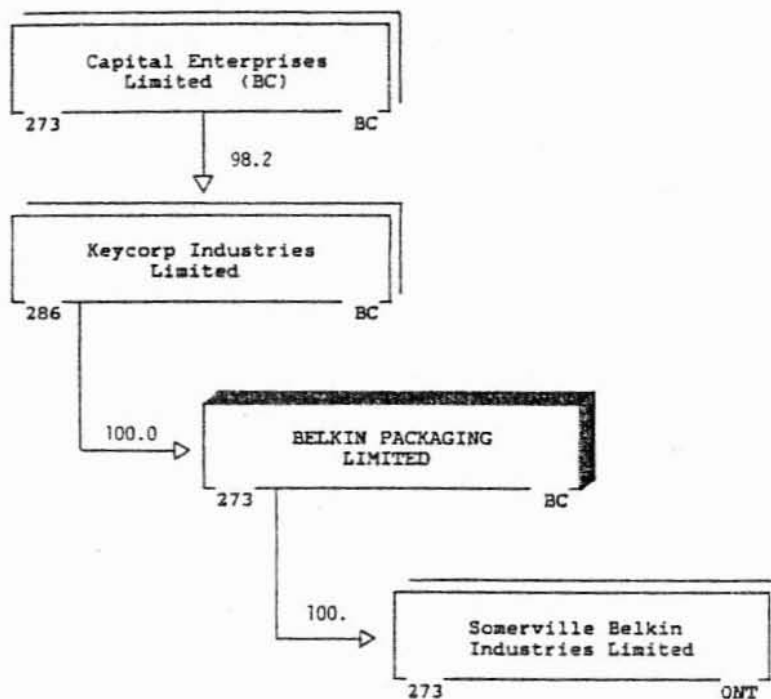 Capital Enterprises
Limited (BC)
273 BC
98.2
Keycorp Industries
Limited
286 BC
100.0
BELKIN PACKAGING
LIMITED
273 BC
100.
Somerville Belkin
Industries Limited
273 ONT